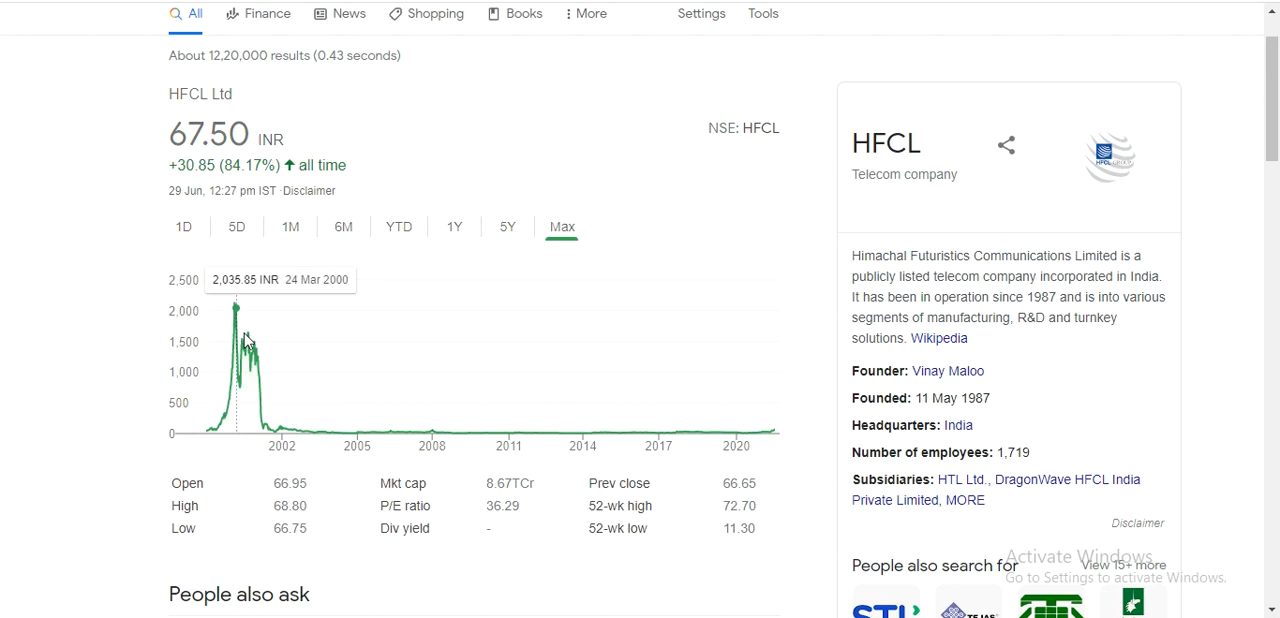 All Finance News Shopping Books More Settings Tools
About 12,20,000 results (0.43 seconds)
HFCL Ltd
67.50 INR
NSE: HFCL
+30.85 (84.17%) ↑ all time
29 Jun, 12:27 pm IST · Disclaimer
1D 5D 1M 6M YTD 1Y 5Y Max
2,035.85 INR 24 Mar 2000
2,500
2,000
1,500
1,000
500
0
2002 2005 2008 2011 2014 2017 2020
Open 66.95 Mkt cap 8.67TCr Prev close 66.65
High 68.80 P/E ratio 36.29 52-wk high 72.70
Low 66.75 Div yield - 52-wk low 11.30
People also ask
HFCL
Telecom company
HFCL GROUP
Himachal Futuristics Communications Limited is a
publicly listed telecom company incorporated in India.
It has been in operation since 1987 and is into various
segments of manufacturing, R&D and turnkey
solutions. Wikipedia
Founder: Vinay Maloo
Founded: 11 May 1987
Headquarters: India
Number of employees: 1,719
Subsidiaries: HTL Ltd., DragonWave HFCL India
Private Limited, MORE
Disclaimer
People also search for
View 15+ more
Activate Windows
Go to Settings to activate Windows.
STL
TEJAS